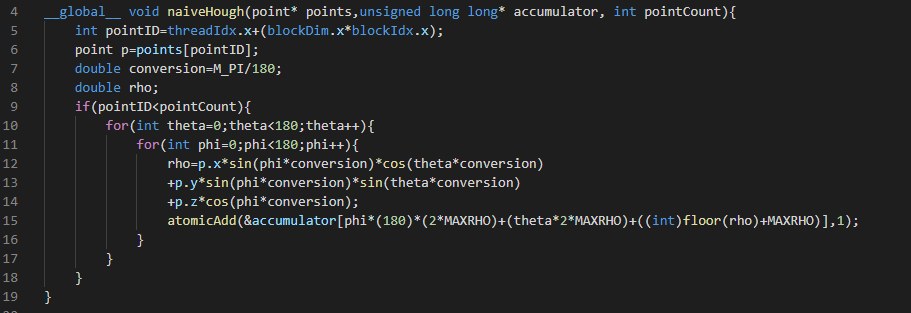 4 __global__ void naiveHough(point* points,unsigned long long* accumulator, int pointCount){
5 int pointID=threadIdx.x+(blockDim.x*blockIdx.x);
6 point p=points[pointID];
7 double conversion=M_PI/180;
8 double rho;
9 if(pointID<pointCount){
10 for(int theta=0;theta<180;theta++){
11 for(int phi=0;phi<180;phi++){
12 rho=p.x*sin(phi*conversion)*cos(theta*conversion)
13 +p.y*sin(phi*conversion)*sin(theta*conversion)
14 +p.z*cos(phi*conversion);
15 atomicAdd(&accumulator[phi*(180)*(2*MAXRHO)+(theta*2*MAXRHO)+((int)floor(rho)+MAXRHO)],1);
16 }
17 }
18 }
19 }